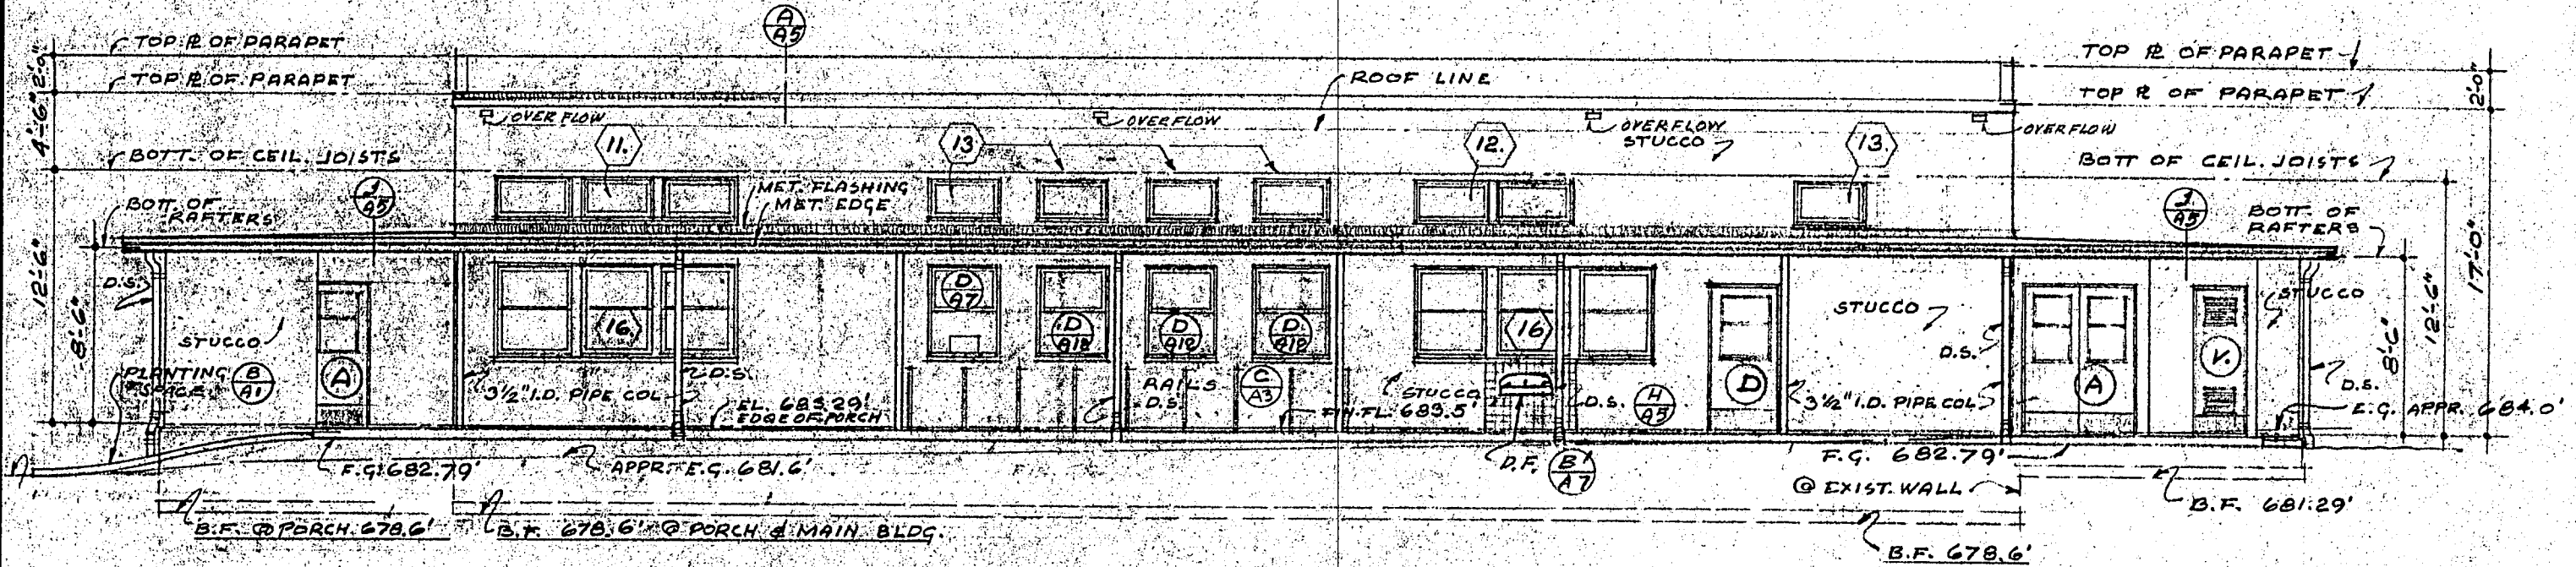 A
A5
TOP ⅊ OF PARAPET
TOP ⅊ OF PARAPET
2'-0"
4'-6"
TOP ⅊ OF PARAPET
TOP ⅊ OF PARAPET
2'-0"
ROOF LINE
OVERFLOW
OVERFLOW
OVERFLOW
STUCCO
OVERFLOW
11.
13
12.
13.
BOTT. OF CEIL. JOISTS
BOTT OF CEIL. JOISTS
J
A5
J
A5
MET. FLASHING
MET. EDGE
BOTT. OF
RAFTERS
BOTT. OF
RAFTERS
12'-6"
8'-6"
17'-0"
12'-6"
8'-6"
D.S.
STUCCO
PLANTING
SPACE
B
A1
A
16.
3½" I.D. PIPE COL
D.S.
EL. 683.29'
EDGE OF PORCH
D
A7
D
A18
D
A18
D
A18
RAILS
D.S.
C
A3
FIN. FL. 683.5'
STUCCO
16
D.S.
H
A5
D
STUCCO
D.S.
3½" I.D. PIPE COL.
A
V.
STUCCO
D.S.
E.G. APPR. 684.0'
F.G. 682.79'
APPR. E.G. 681.6'
D.F.
B'
A7
F.G. 682.79'
@ EXIST. WALL
B.F. 681.29'
B.F. @ PORCH. 678.6'
B.F. 678.6' @ PORCH & MAIN. BLDG.
B.F. 678.6'